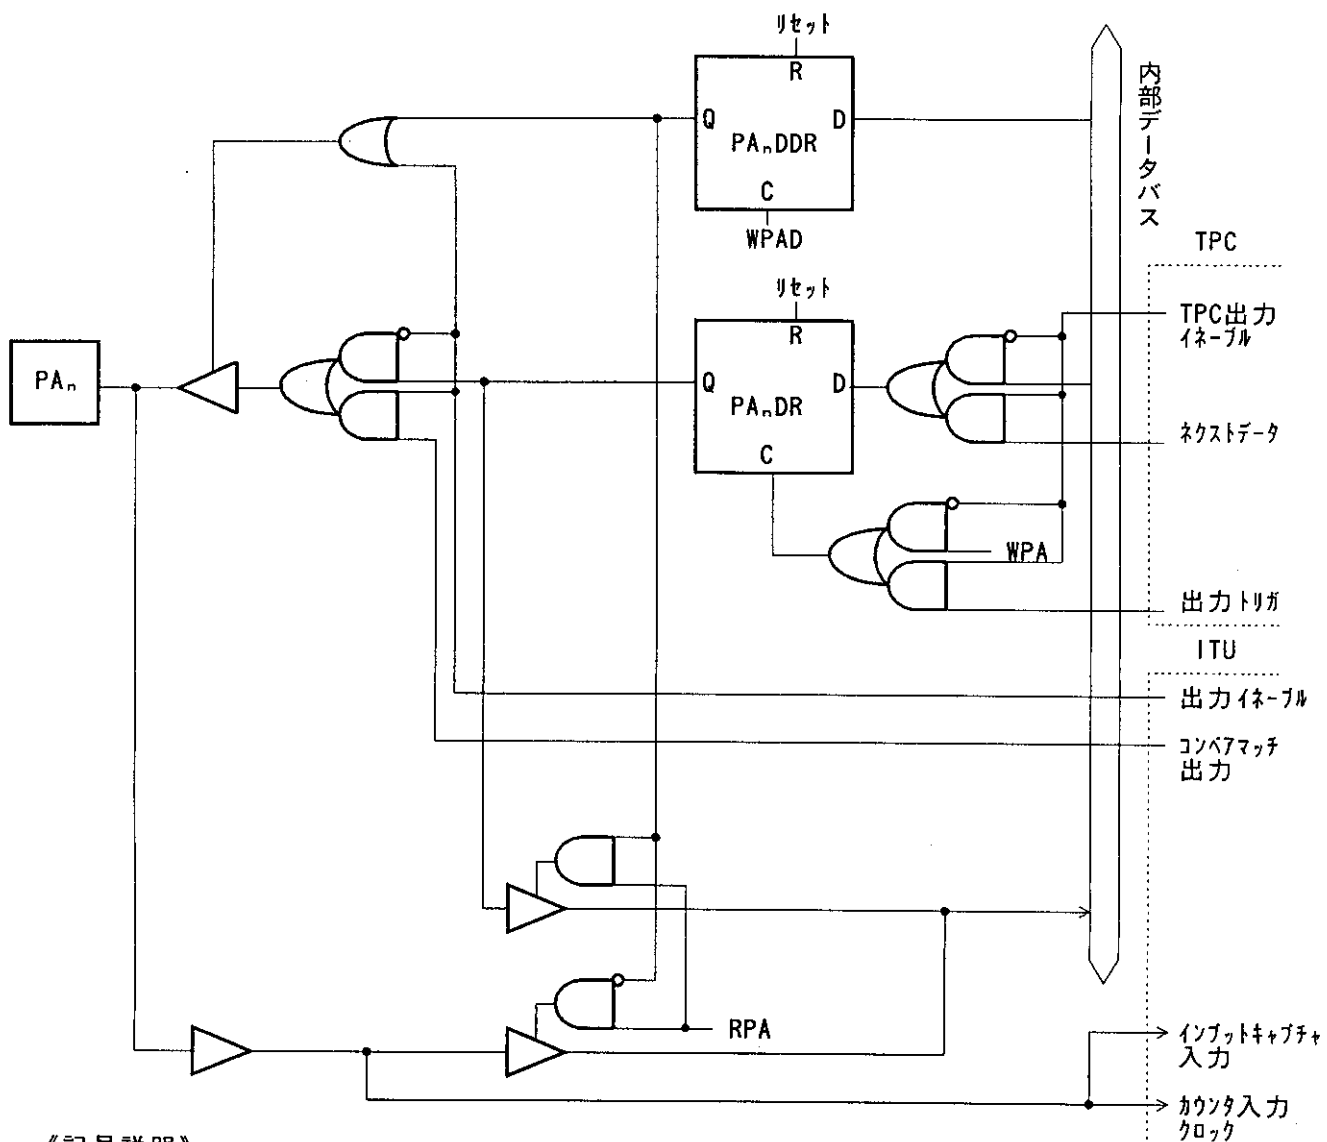 リセット
R
Q
D
PAnDDR
C
WPAD
内部データバス
TPC
リセット
R
PAn
Q
D
PAnDR
C
TPC出力
イネーブル
ネクストデータ
WPA
出力トリガ
ITU
出力イネーブル
コンペアマッチ
出力
RPA
インプットキャプチャ
入力
カウンタ入力
クロック
《記号説明》